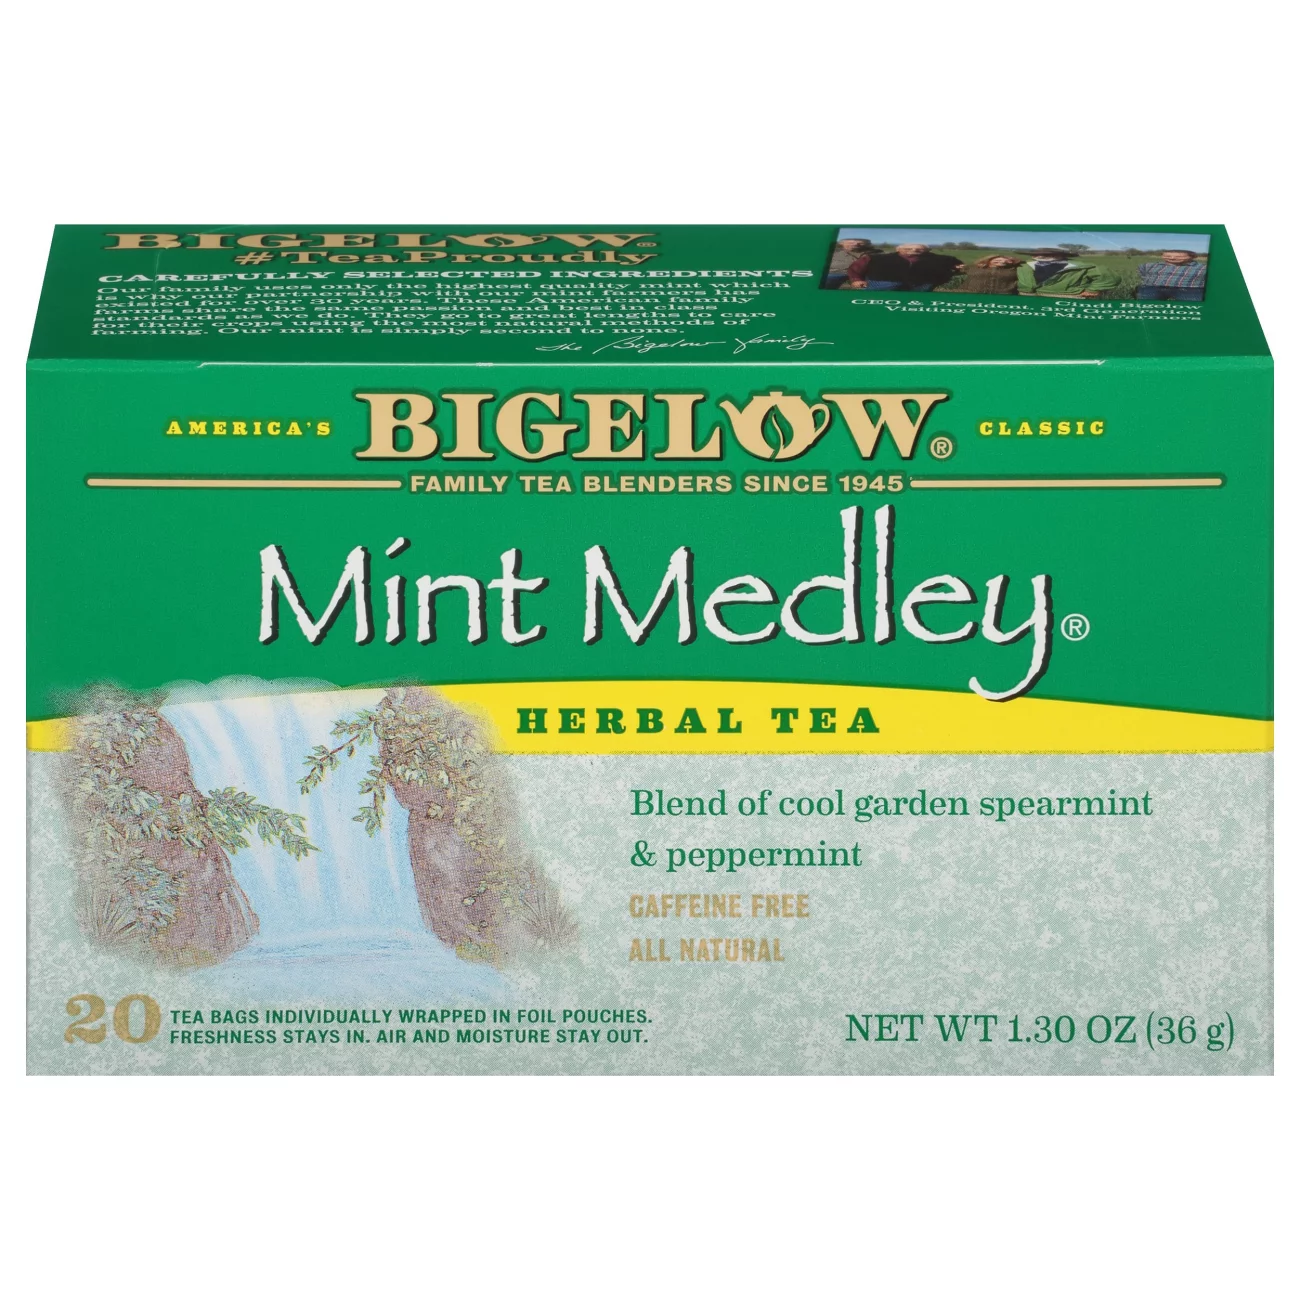 BIGELOW®
#TeaProudly
CAREFULLY SELECTED INGREDIENTS
Our family uses only the highest quality mint which
is why our partnership with our mint farmers has
existed for over 30 years. These American family
farms share the same passion and best in class
standards as we do. They go to great lengths to care
for their crops using the most natural methods of
farming. Our mint is simply second to none.
The Bigelow family
CEO & President, 3rd Generation Cindi Bigelow
Visiting Oregon Mint Farmers
AMERICA'S BIGELOW® CLASSIC
FAMILY TEA BLENDERS SINCE 1945
Mint Medley®
HERBAL TEA
Blend of cool garden spearmint
& peppermint
CAFFEINE FREE
ALL NATURAL
20 TEA BAGS INDIVIDUALLY WRAPPED IN FOIL POUCHES.
FRESHNESS STAYS IN. AIR AND MOISTURE STAY OUT.
NET WT 1.30 OZ (36 g)